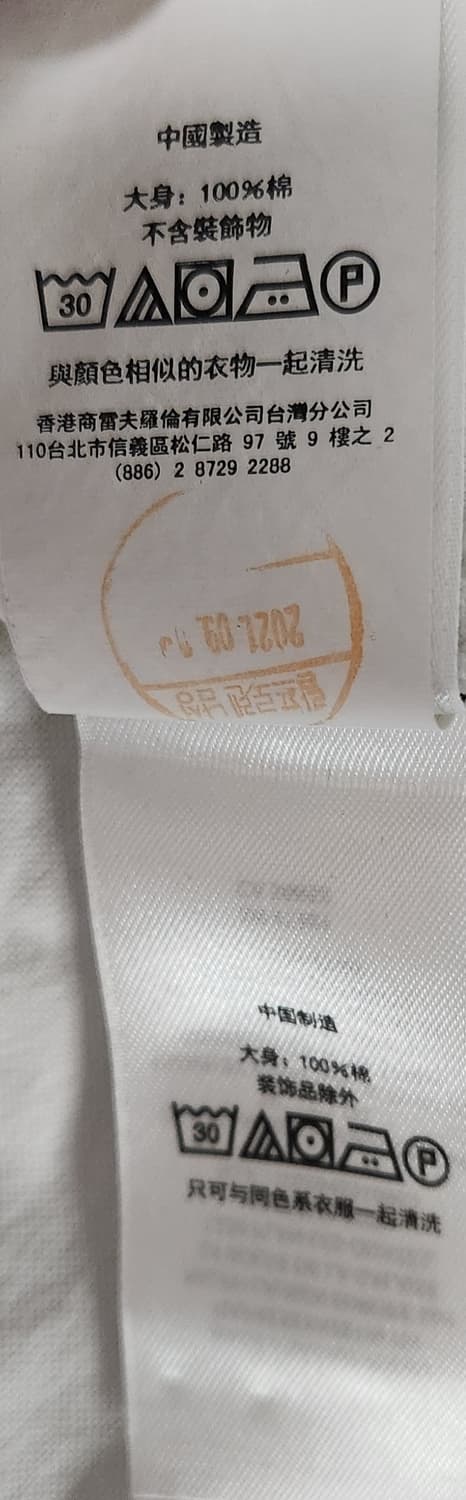 中國製造
大身：100%棉
不含裝飾物
30 P
與顏色相似的衣物一起清洗
香港商雷夫羅倫有限公司台灣分公司
110台北市信義區松仁路 97 號 9 樓之 2
(886) 2 8729 2288
2021.09
中国制造
大身：100%棉
装饰品除外
30 P
只可与同色系衣服一起清洗